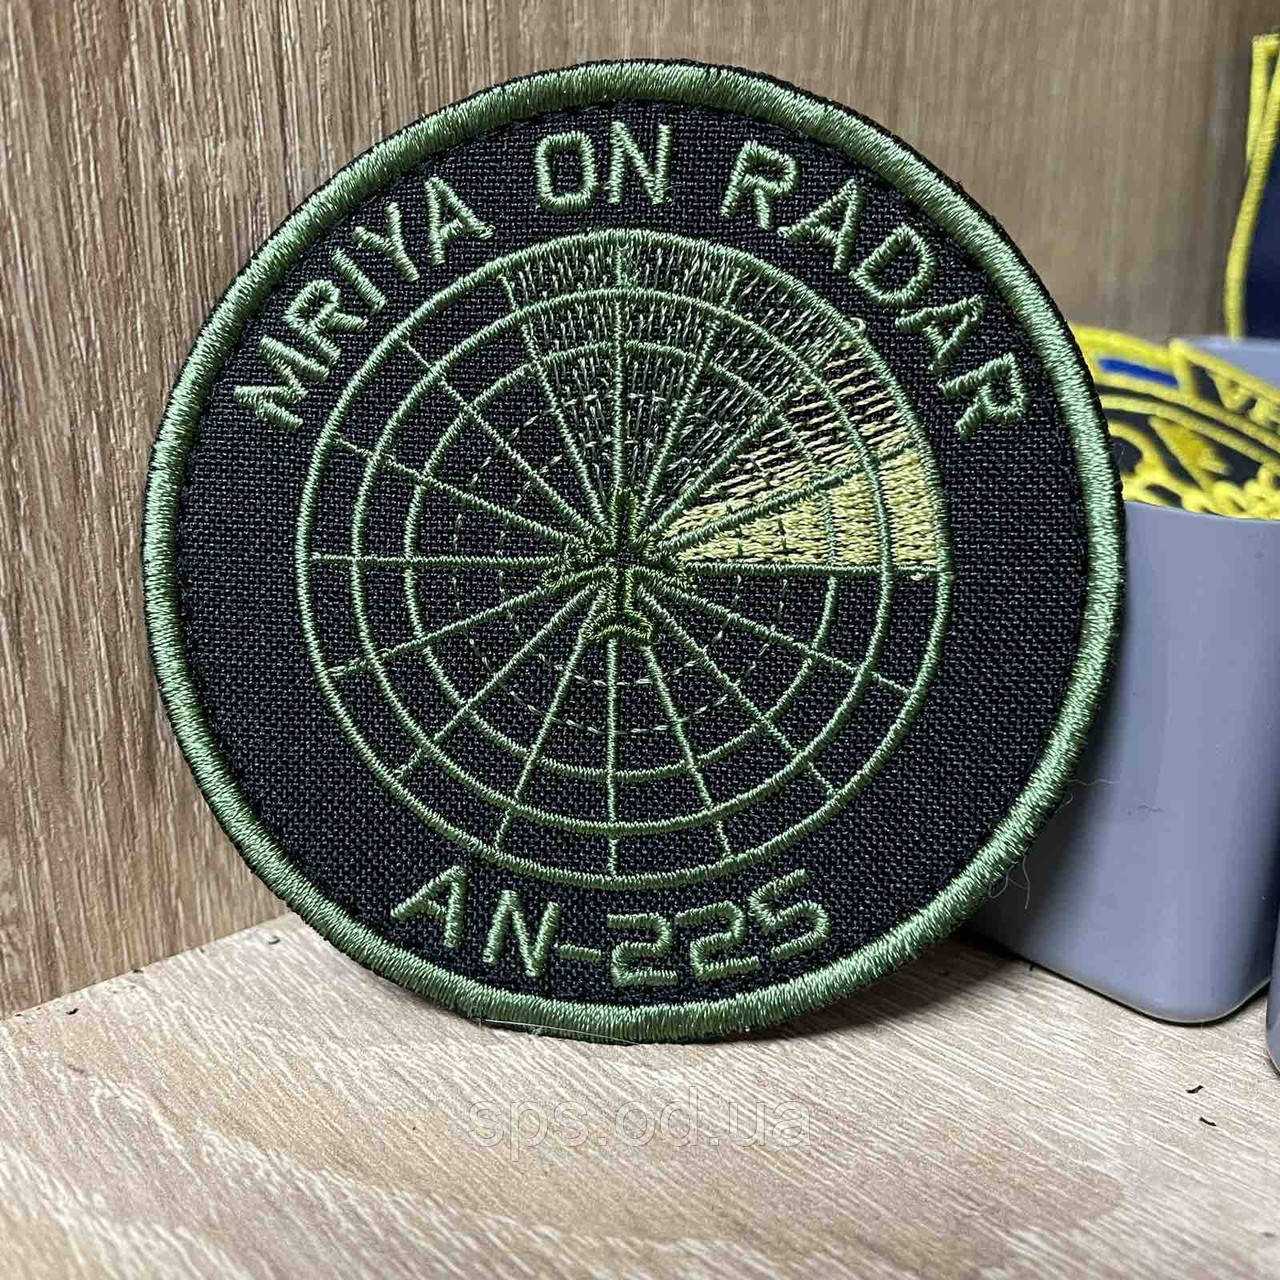 MRIYA ON RADAR
AN-225
sps.od.ua